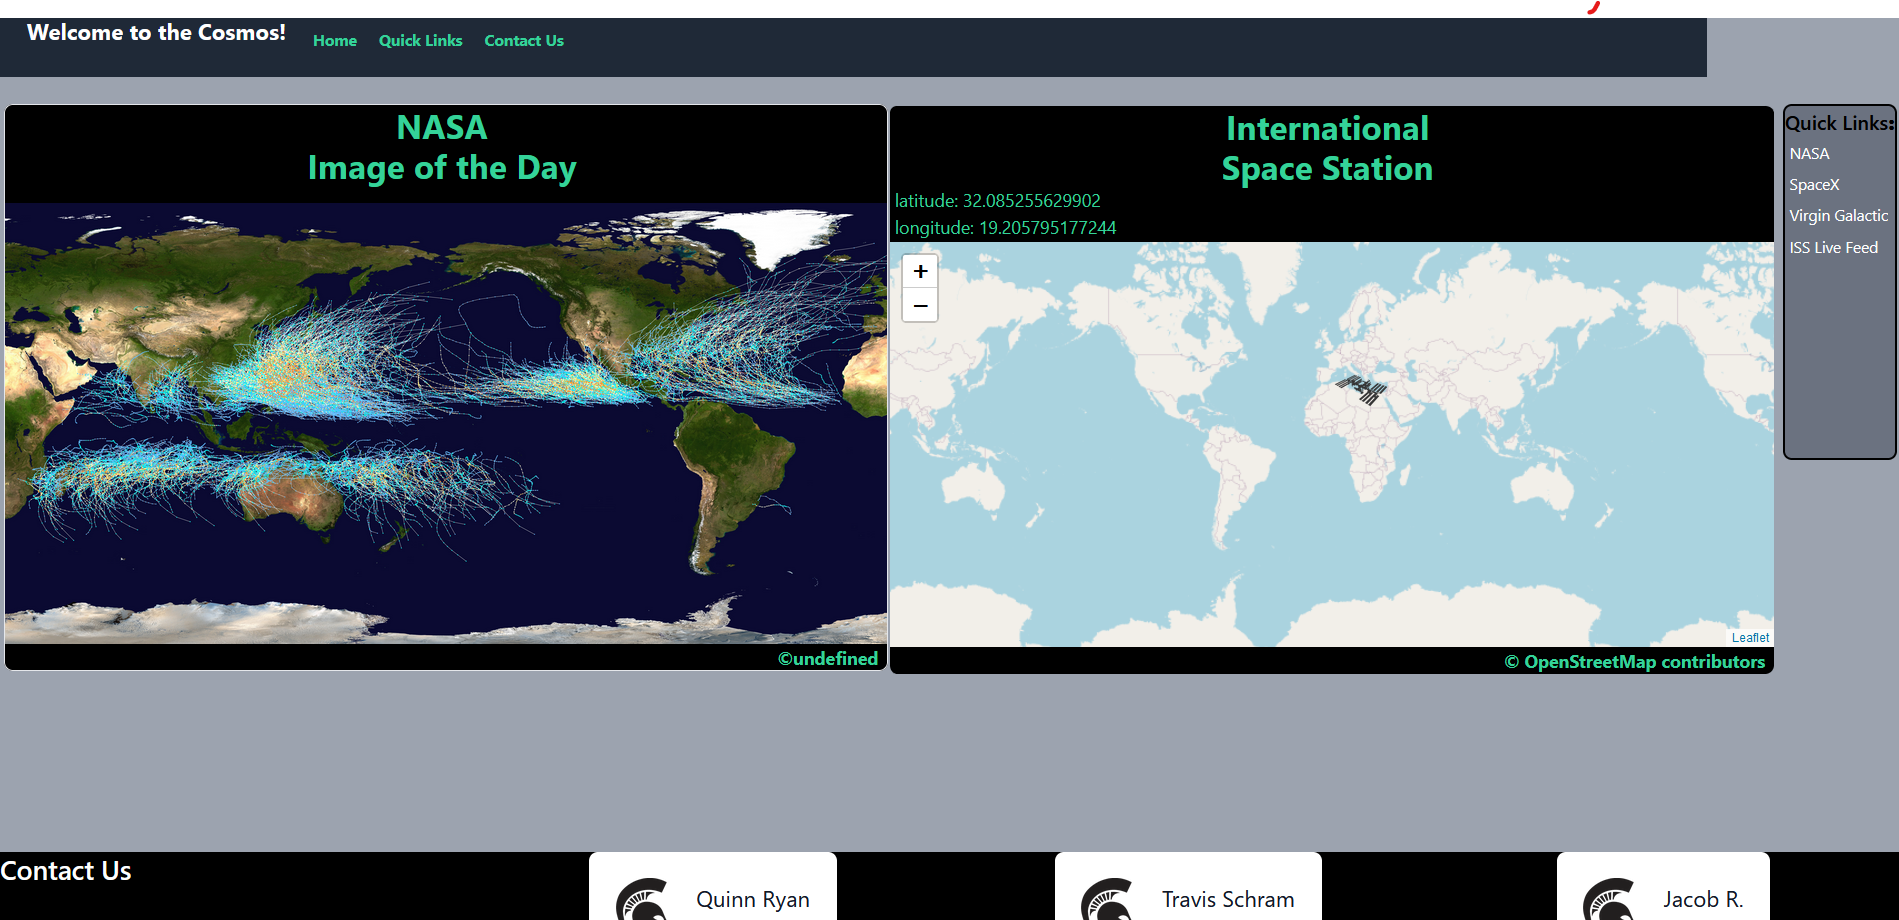 Welcome to the Cosmos!
Home
Quick Links
Contact Us
NASA
Image of the Day
©undefined
International
Space Station
latitude: 32.085255629902
longitude: 19.205795177244
+
−
Leaflet
© OpenStreetMap contributors
Quick Links:
NASA
SpaceX
Virgin Galactic
ISS Live Feed
Contact Us
Quinn Ryan
Travis Schram
Jacob R.